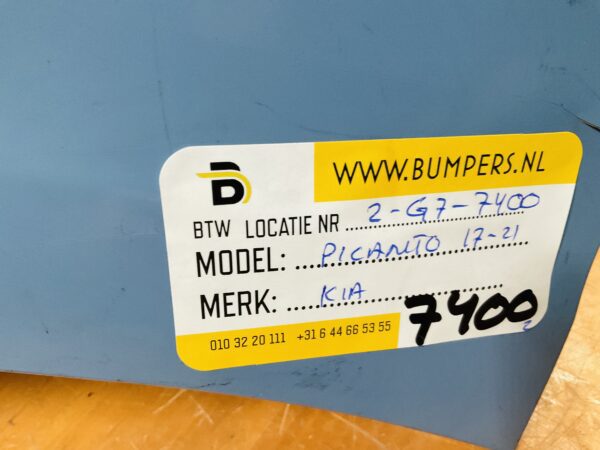 WWW.BUMPERS.NL
B
BTW LOCATIE NR 2-G7-7400
MODEL: PICANTO 17-21
MERK: KIA
7400
010 32 20 111 +31 6 44 66 53 55